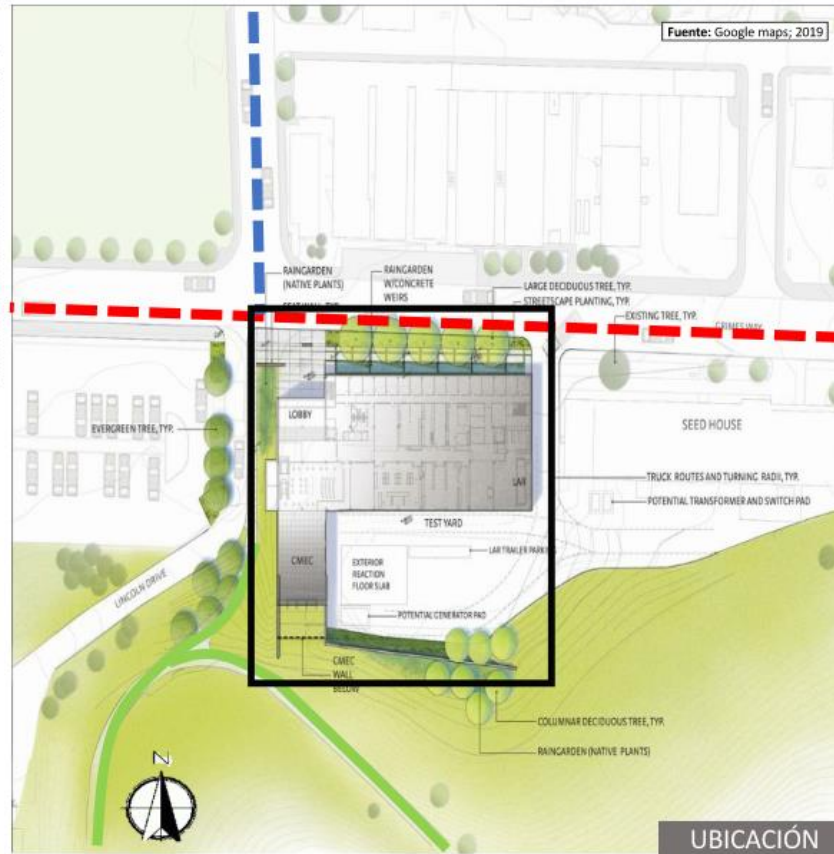 Fuente: Google maps; 2019
RAINGARDEN
(NATIVE PLANTS)
RAINGARDEN
W/CONCRETE
WEIRS
LARGE DECIDUOUS TREE, TYP.
STREETSCAPE PLANTING, TYP.
EXISTING TREE, TYP.
GRIMES WAY
LOBBY
EVERGREEN TREE, TYP.
SEED HOUSE
LAR
TRUCK ROUTES AND TURNING RADII, TYP.
POTENTIAL TRANSFORMER AND SWITCH PAD
TEST YARD
LAR TRAILER PARKING
CMEC
EXTERIOR
REACTION
FLOOR SLAB
LINCOLN DRIVE
POTENTIAL GENERATOR PAD
CMEC
WALL
BELOW
COLUMNAR DECIDUOUS TREE, TYP.
RAINGARDEN (NATIVE PLANTS)
N
UBICACIÓN